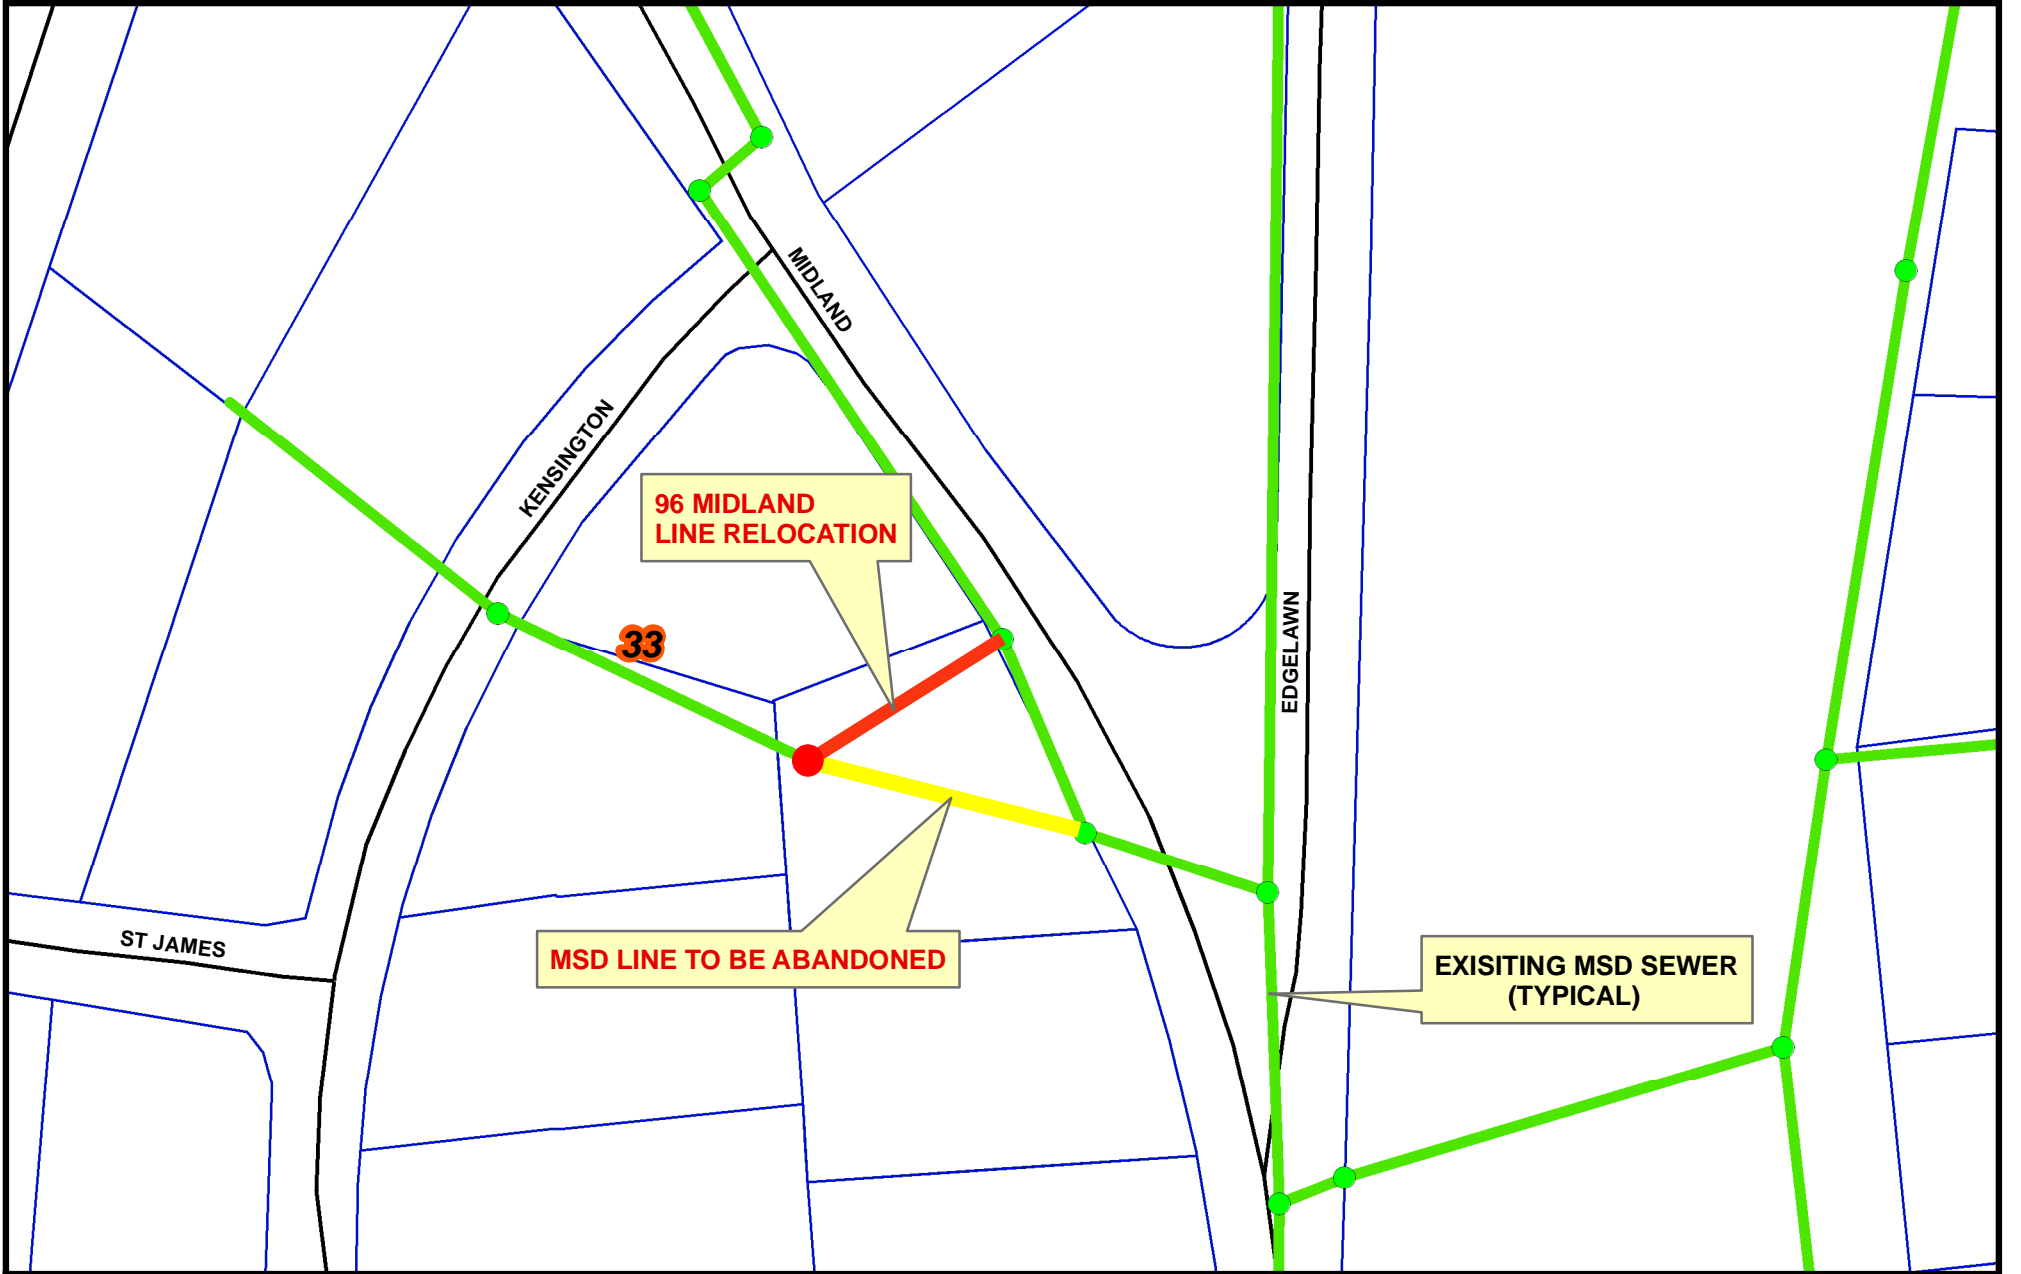 MIDLAND
KENSINGTON
96 MIDLAND
LINE RELOCATION
33
EDGELAWN
ST JAMES
MSD LINE TO BE ABANDONED
EXISITING MSD SEWER
(TYPICAL)